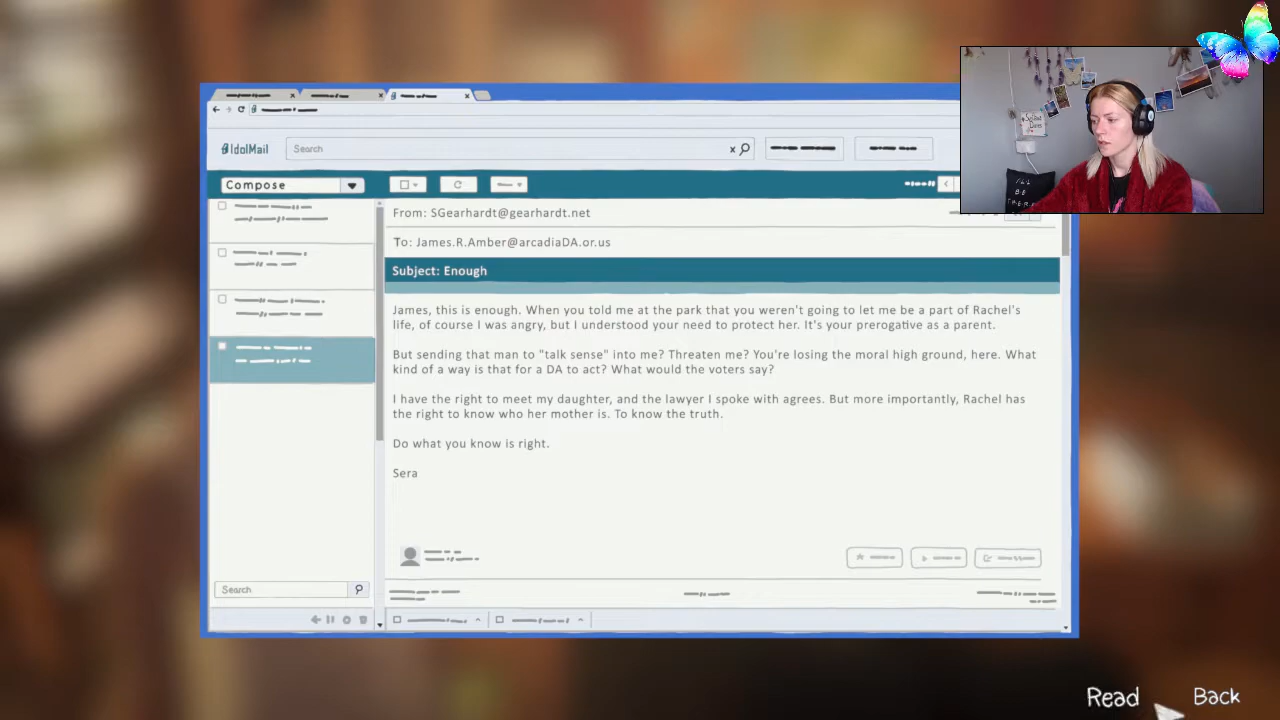 IdolMail
Search
x
Compose
From: SGearhardt@gearhardt.net
To: James.R.Amber@arcadiaDA.or.us
Subject: Enough
James, this is enough. When you told me at the park that you weren't going to let me be a part of Rachel's
life, of course I was angry, but I understood your need to protect her. It's your prerogative as a parent.
But sending that man to "talk sense" into me? Threaten me? You're losing the moral high ground, here. What
kind of a way is that for a DA to act? What would the voters say?
I have the right to meet my daughter, and the lawyer I spoke with agrees. But more importantly, Rachel has
the right to know who her mother is. To know the truth.
Do what you know is right.
Sera
Search
Read
Back